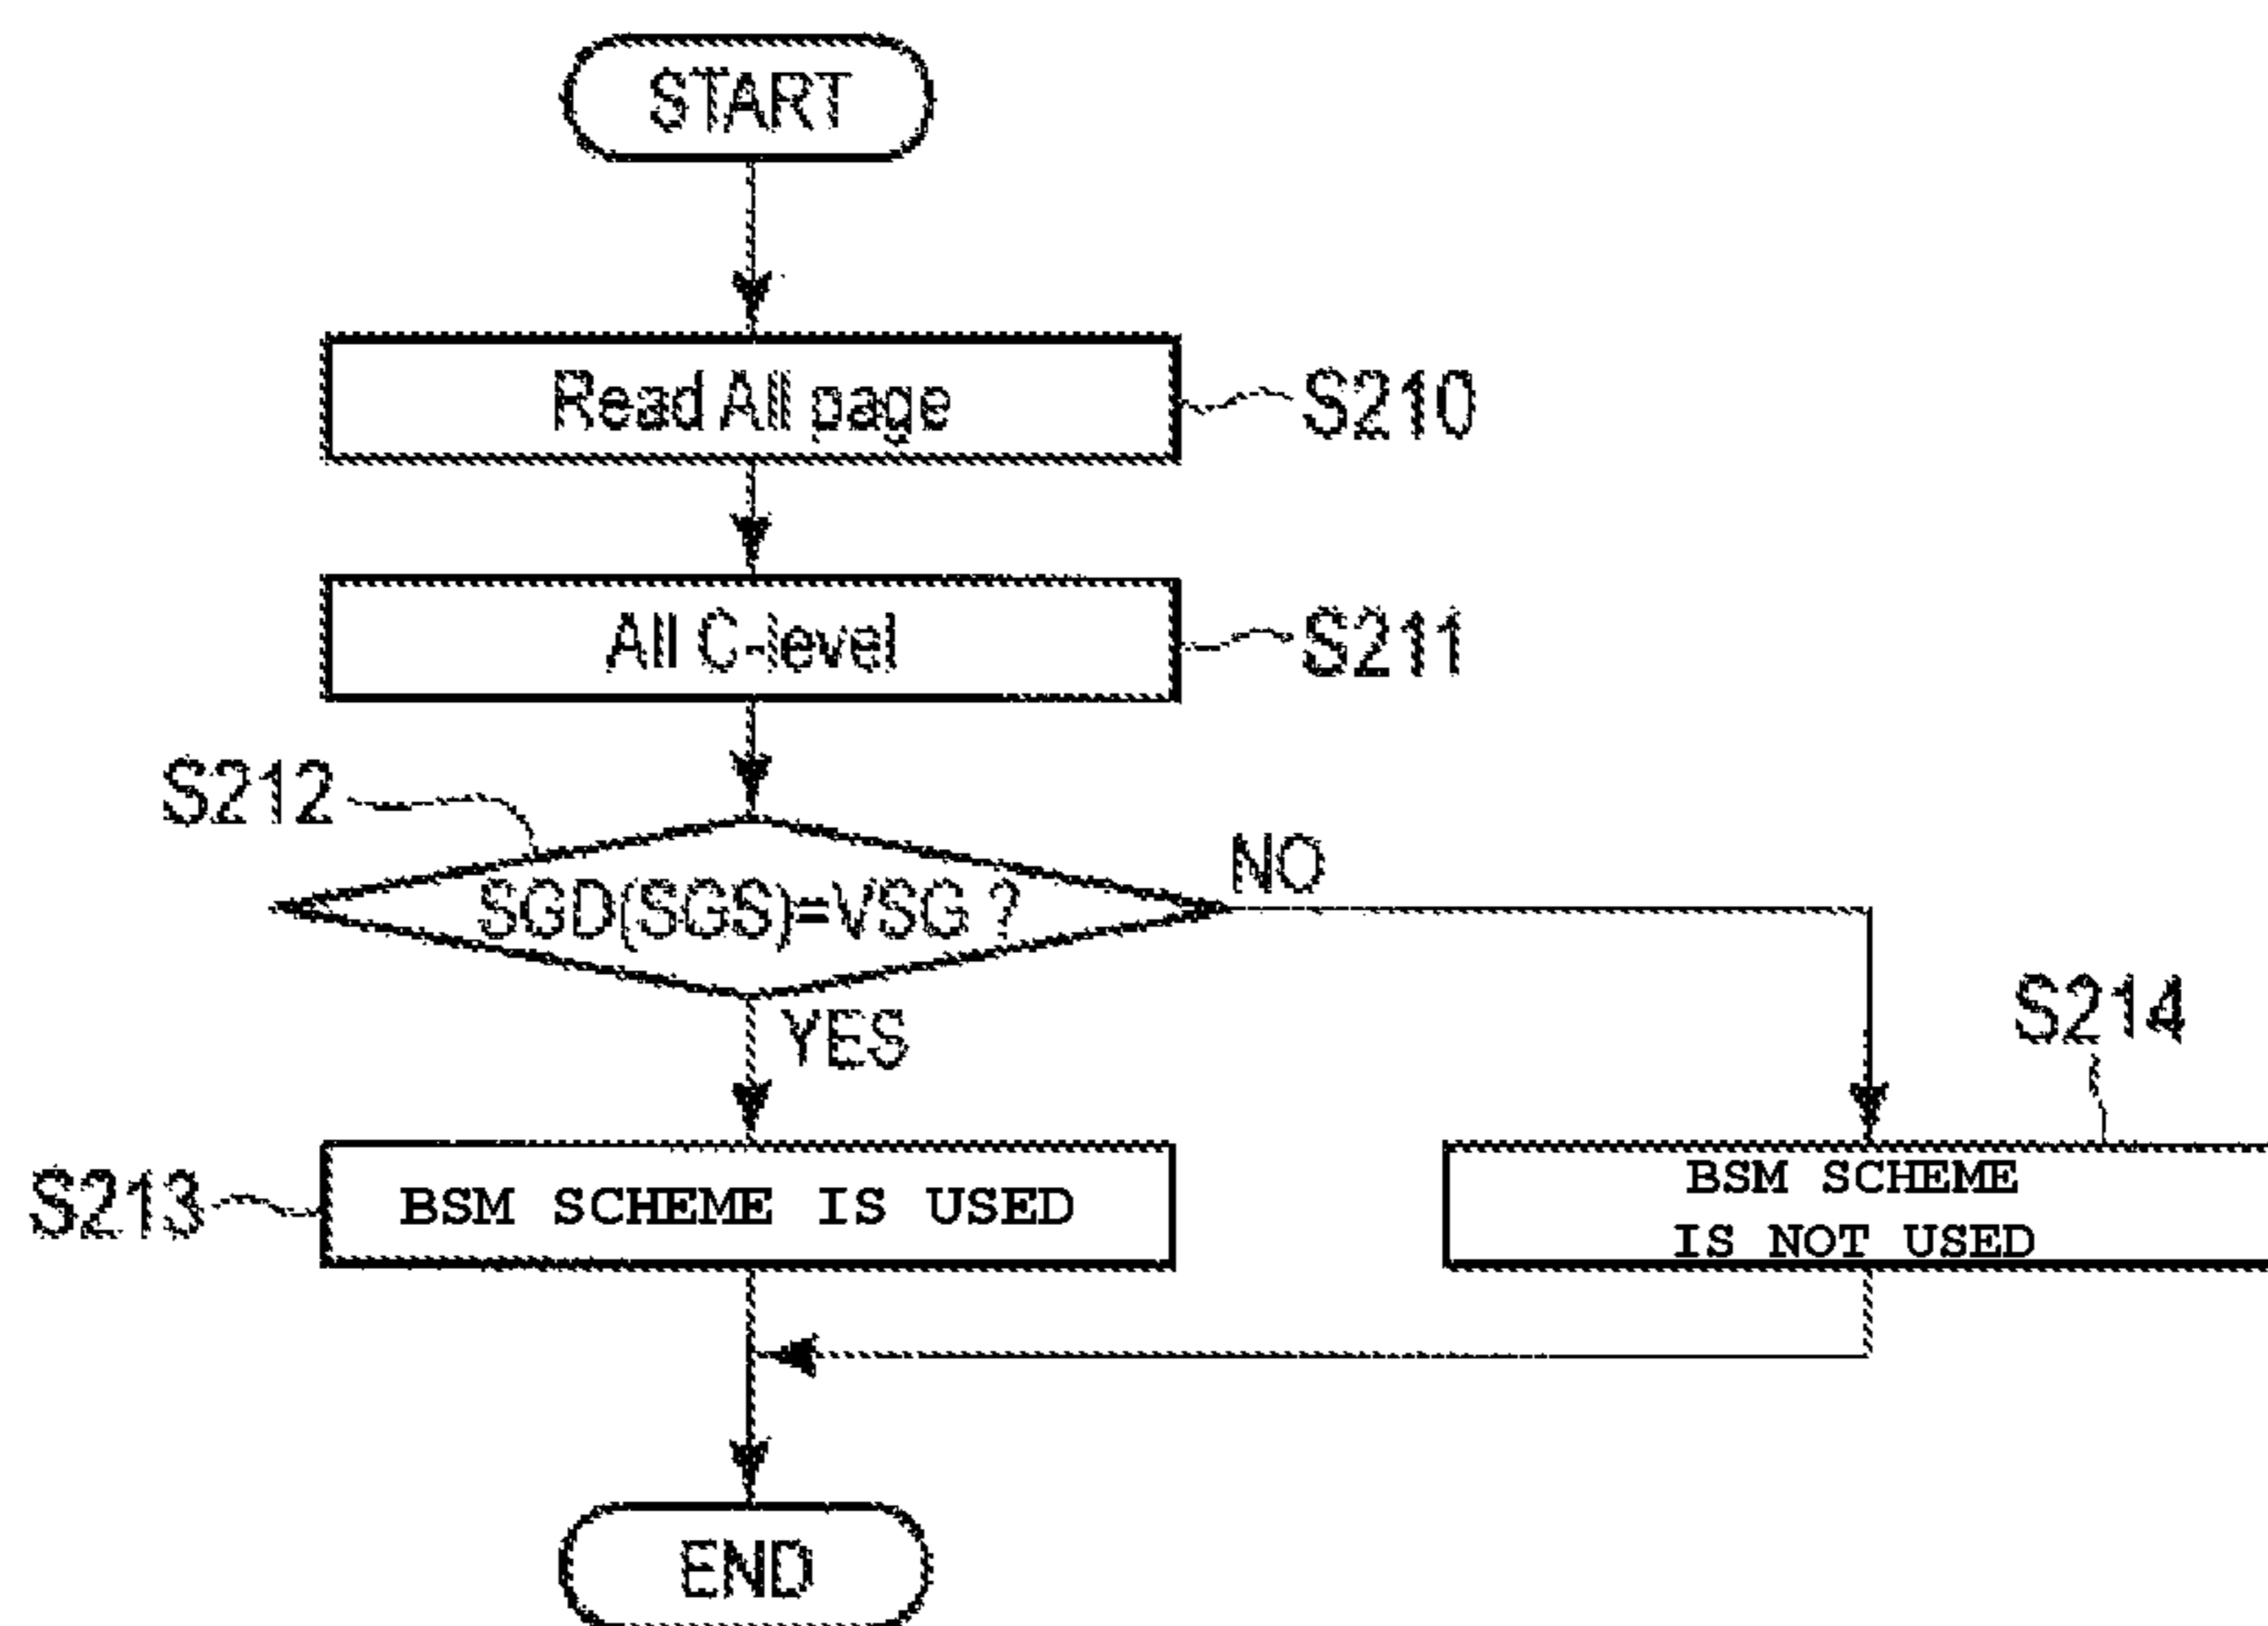 START
Read All page
S210
All C-level
S211
S212
SGD(SGS)=VSG ?
NO
YES
S214
S213
BSM SCHEME IS USED
BSM SCHEME
IS NOT USED
END